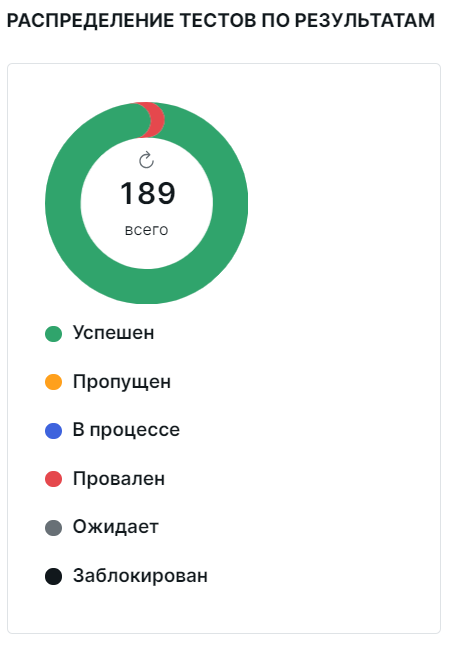 РАСПРЕДЕЛЕНИЕ ТЕСТОВ ПО РЕЗУЛЬТАТАМ
189
всего
Успешен
Пропущен
В процессе
Провален
Ожидает
Заблокирован